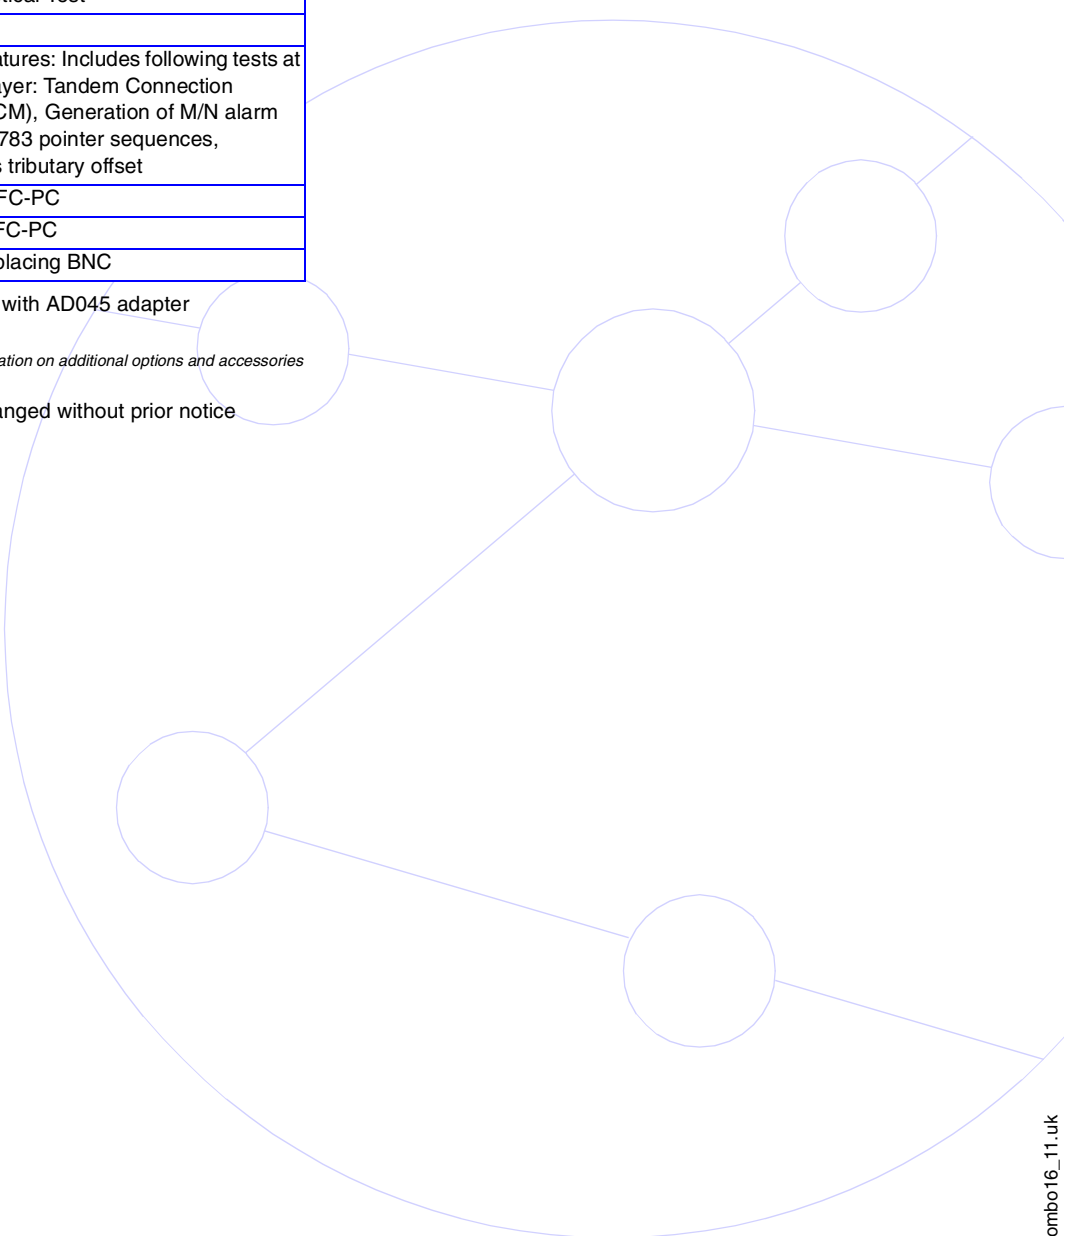 tical Test
atures: Includes following tests at
ayer: Tandem Connection
CM), Generation of M/N alarm
783 pointer sequences,
s tributary offset
FC-PC
FC-PC
placing BNC
with AD045 adapter
ation on additional options and accessories
anged without prior notice
ombo16_11.uk